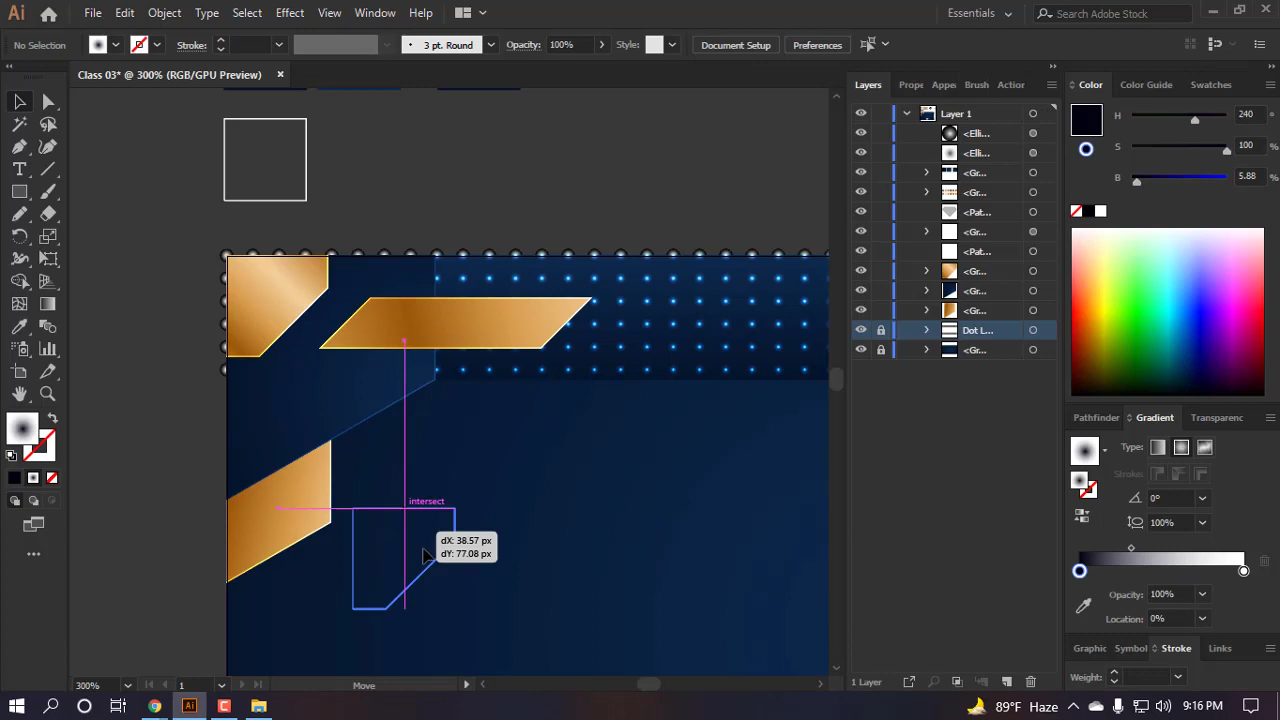 Ai File Edit Object Type Select Effect View Window Help Essentials Search Adobe Stock
No Selection Stroke: 3 pt. Round Opacity: 100% Style: Document Setup Preferences
Class 03* @ 300% (RGB/GPU Preview) ×
Layers Prope Appe Brush Action Color Color Guide Swatches
Layer 1
<Elli...
<Elli...
<Gr...
<Gr...
<Pat...
<Gr...
<Pat...
<Gr...
<Gr...
<Gr...
Dot L...
<Gr...
H 240 °
S 100 %
B 5.88 %
Pathfinder Gradient Transparenc
Type:
Stroke:
0°
100%
Opacity: 100%
Location: 0%
Graphic Symbol Stroke Links
Weight:
intersect
dX: 38.57 px
dY: 77.08 px
300% 1 Move 1 Layer
Ai 89°F Haze 9:16 PM